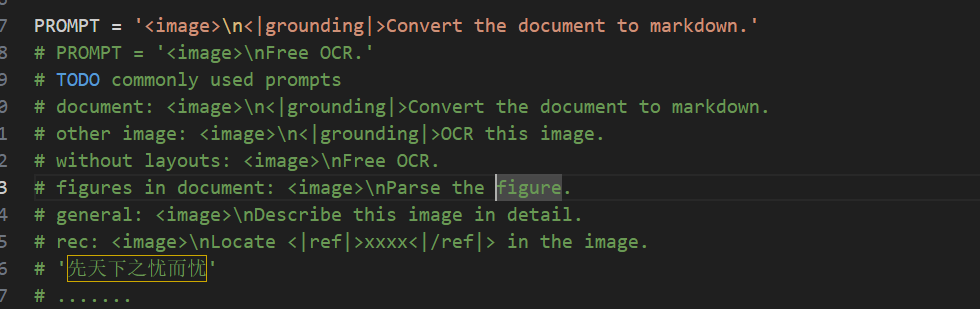 7 PROMPT = '<image>\n<|grounding|>Convert the document to markdown.'
8 # PROMPT = '<image>\nFree OCR.'
9 # TODO commonly used prompts
0 # document: <image>\n<|grounding|>Convert the document to markdown.
1 # other image: <image>\n<|grounding|>OCR this image.
2 # without layouts: <image>\nFree OCR.
3 # figures in document: <image>\nParse the figure.
4 # general: <image>\nDescribe this image in detail.
5 # rec: <image>\nLocate <|ref|>xxxx<|/ref|> in the image.
6 # '先天下之忧而忧'
7 # .......